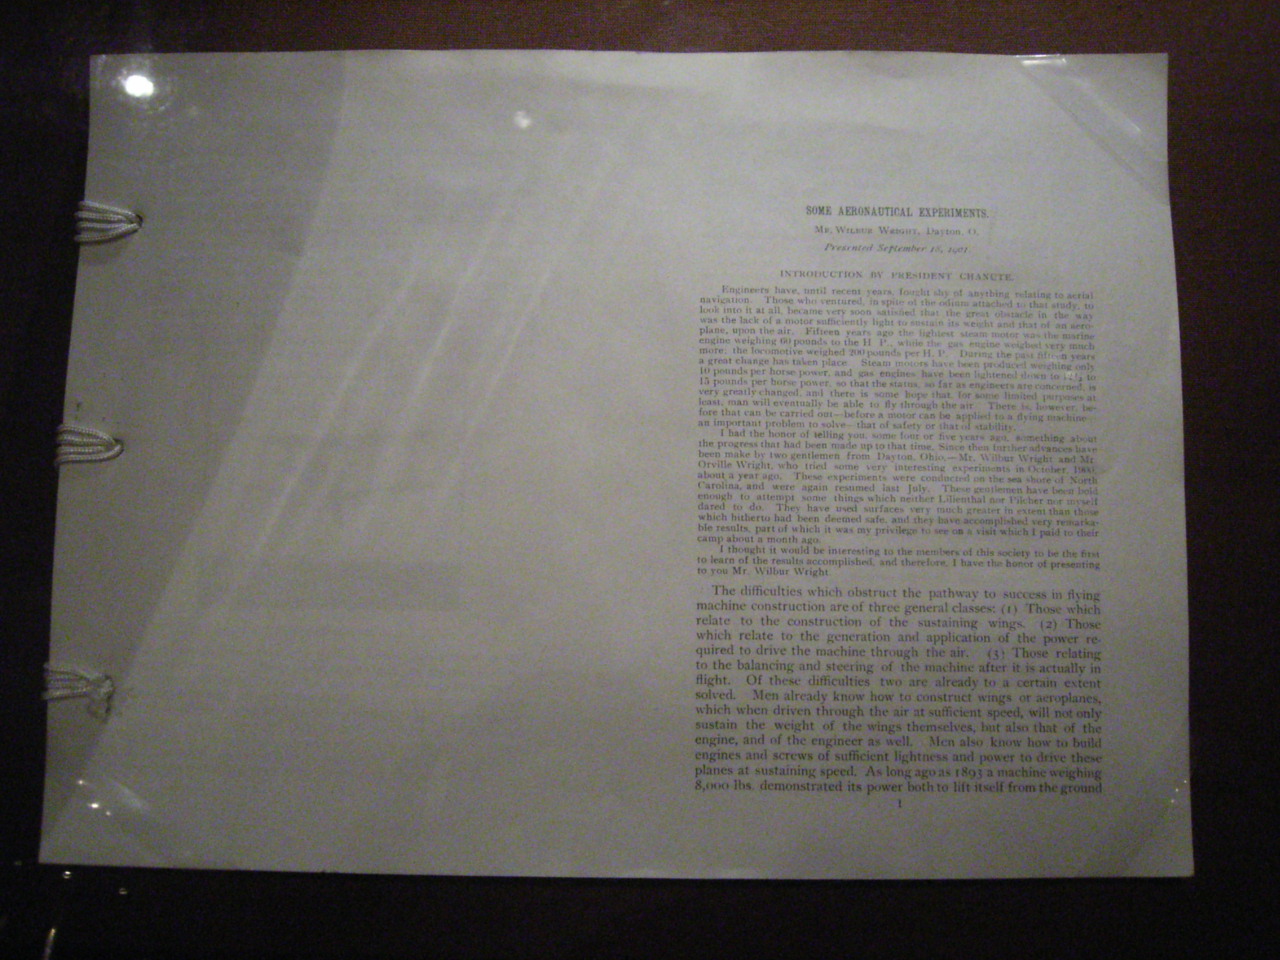 SOME AERONAUTICAL EXPERIMENTS.
MR. WILBUR WRIGHT, Dayton, O.
Presented September 18, 1901
INTRODUCTION BY PRESIDENT CHANUTE.
Engineers have, until recent years, fought shy of anything relating to aerial
navigation. Those who ventured, in spite of the odium attached to that study, to
look into it at all, became very soon satisfied that the great obstacle in the way
was the lack of a motor sufficiently light to sustain its weight and that of an aero-
plane, upon the air. Fifteen years ago the lightest steam motor was the marine
engine weighing 60 pounds to the H. P., while the gas engine weighed very much
more; the locomotive weighed 200 pounds per H. P. During the past fifteen years
a great change has taken place. Steam motors have been produced weighing only
10 pounds per horse power, and gas engines have been lightened down to 12½ to
15 pounds per horse power, so that the status, so far as engineers are concerned, is
very greatly changed, and there is some hope that, for some limited purposes at
least, man will eventually be able to fly through the air. There is, however, be-
fore that can be carried out—before a motor can be applied to a flying machine—
an important problem to solve—that of safety or that of stability.
I had the honor of telling you, some four or five years ago, something about
the progress that had been made up to that time. Since then further advances have
been make by two gentlemen from Dayton, Ohio,—Mr. Wilbur Wright and Mr.
Orville Wright, who tried some very interesting experiments in October, 1900,
about a year ago. These experiments were conducted on the sea shore of North
Carolina, and were again resumed last July. These gentlemen have been bold
enough to attempt some things which neither Lilienthal nor Pilcher nor myself
dared to do. They have used surfaces very much greater in extent than those
which hitherto had been deemed safe, and they have accomplished very remarka-
ble results, part of which it was my privilege to see on a visit which I paid to their
camp about a month ago.
I thought it would be interesting to the members of this society to be the first
to learn of the results accomplished, and therefore, I have the honor of presenting
to you Mr. Wilbur Wright
The difficulties which obstruct the pathway to success in flying
machine construction are of three general classes: (1) Those which
relate to the construction of the sustaining wings. (2) Those
which relate to the generation and application of the power re-
quired to drive the machine through the air. (3) Those relating
to the balancing and steering of the machine after it is actually in
flight. Of these difficulties two are already to a certain extent
solved. Men already know how to construct wings or aeroplanes,
which when driven through the air at sufficient speed, will not only
sustain the weight of the wings themselves, but also that of the
engine, and of the engineer as well. Men also know how to build
engines and screws of sufficient lightness and power to drive these
planes at sustaining speed. As long ago as 1893 a machine weighing
8,000 lbs. demonstrated its power both to lift itself from the ground
1